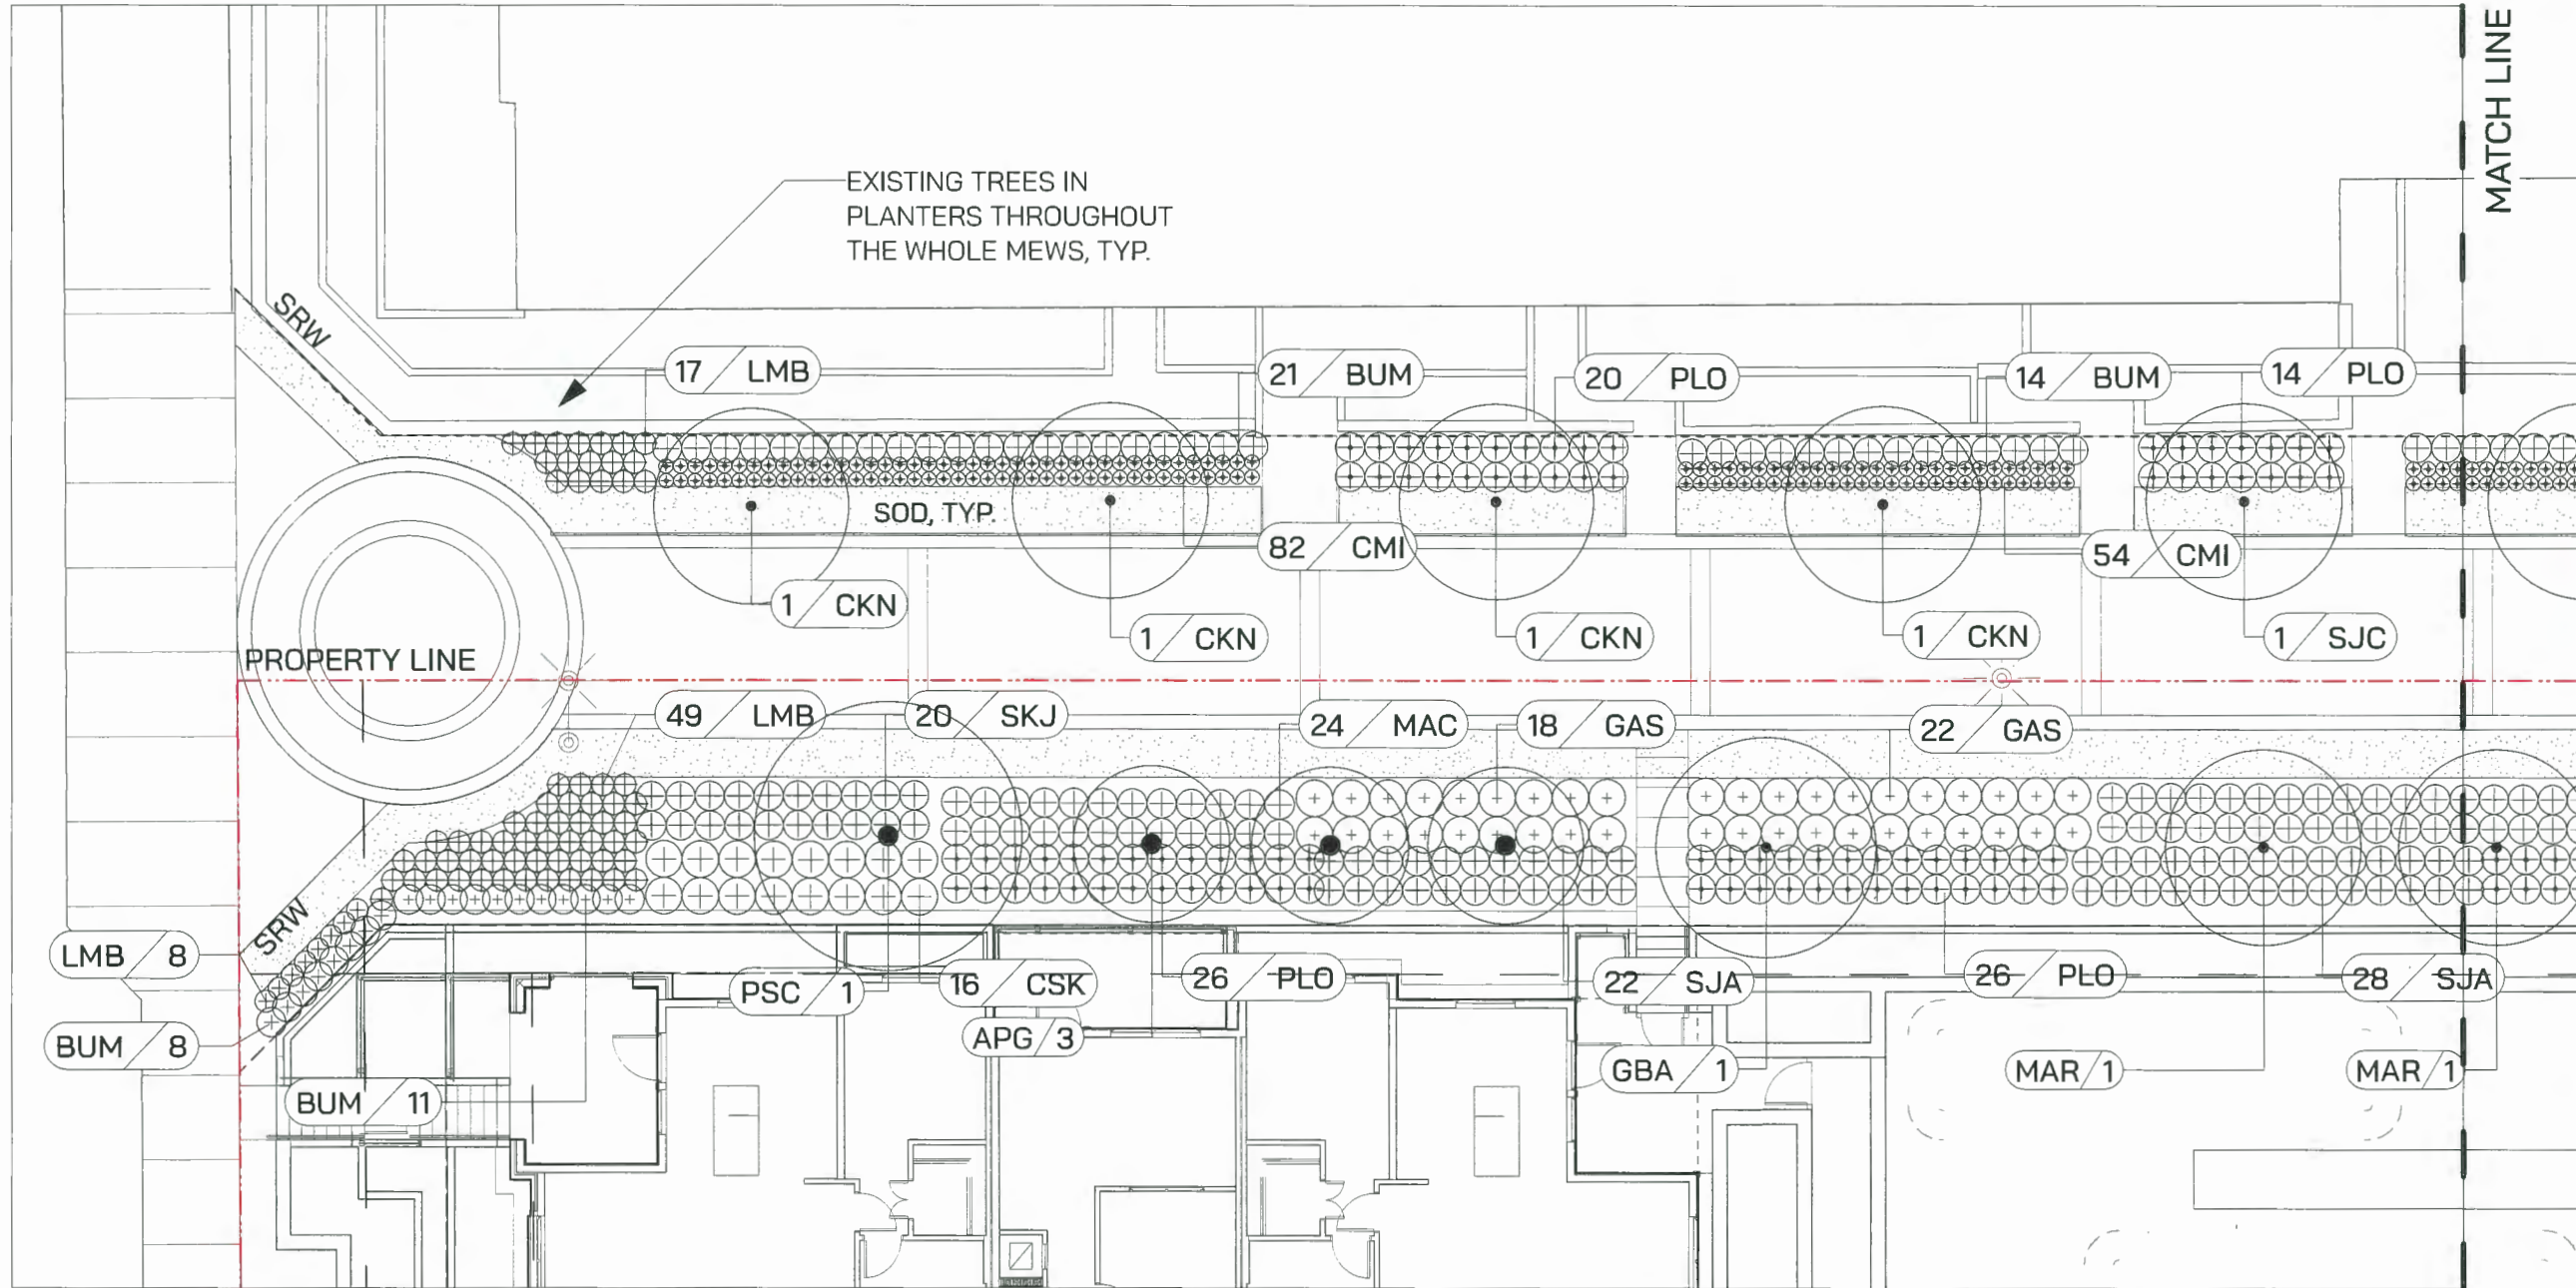 MATCH LINE
EXISTING TREES IN
PLANTERS THROUGHOUT
THE WHOLE MEWS, TYP.
SRW
17 / LMB
21 / BUM
20 / PLO
14 / BUM
14 / PLO
SOD, TYP.
82 / CMI
54 / CMI
1 / CKN
1 / CKN
1 / CKN
1 / CKN
1 / SJC
PROPERTY LINE
49 / LMB
20 / SKJ
24 / MAC
18 / GAS
22 / GAS
SRW
LMB / 8
PSC / 1
16 / CSK
26 / PLO
22 / SJA
26 / PLO
28 / SJA
APG / 3
BUM / 8
GBA / 1
MAR / 1
MAR / 1
BUM / 11